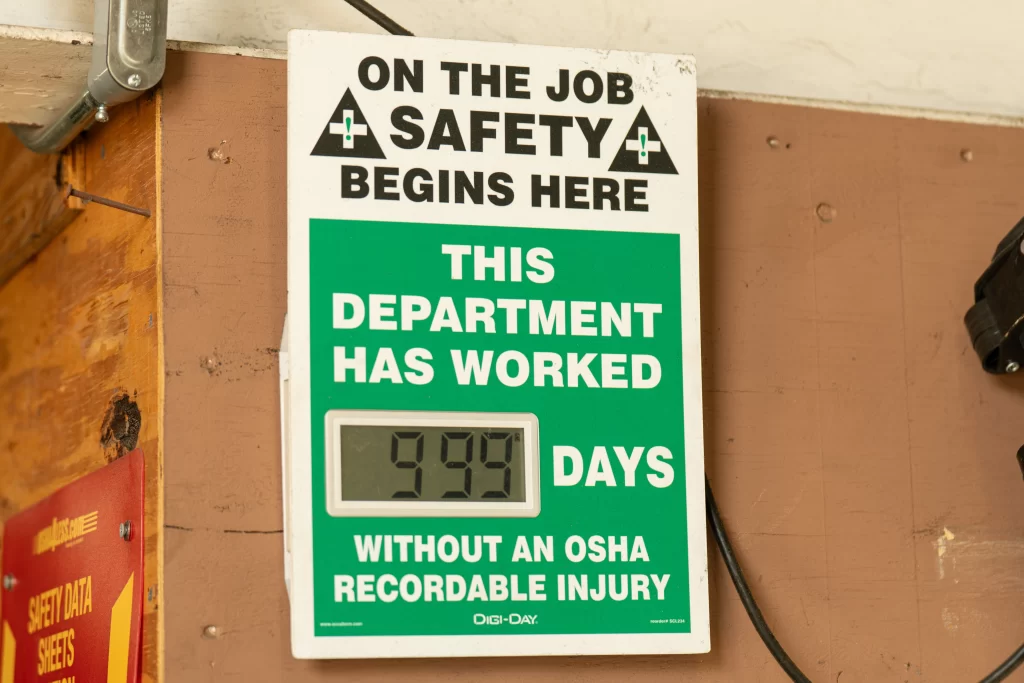 ON THE JOB
SAFETY
BEGINS HERE
THIS
DEPARTMENT
HAS WORKED
999 DAYS
WITHOUT AN OSHA
RECORDABLE INJURY
DIGI-DAY
SAFETY DATA
SHEETS